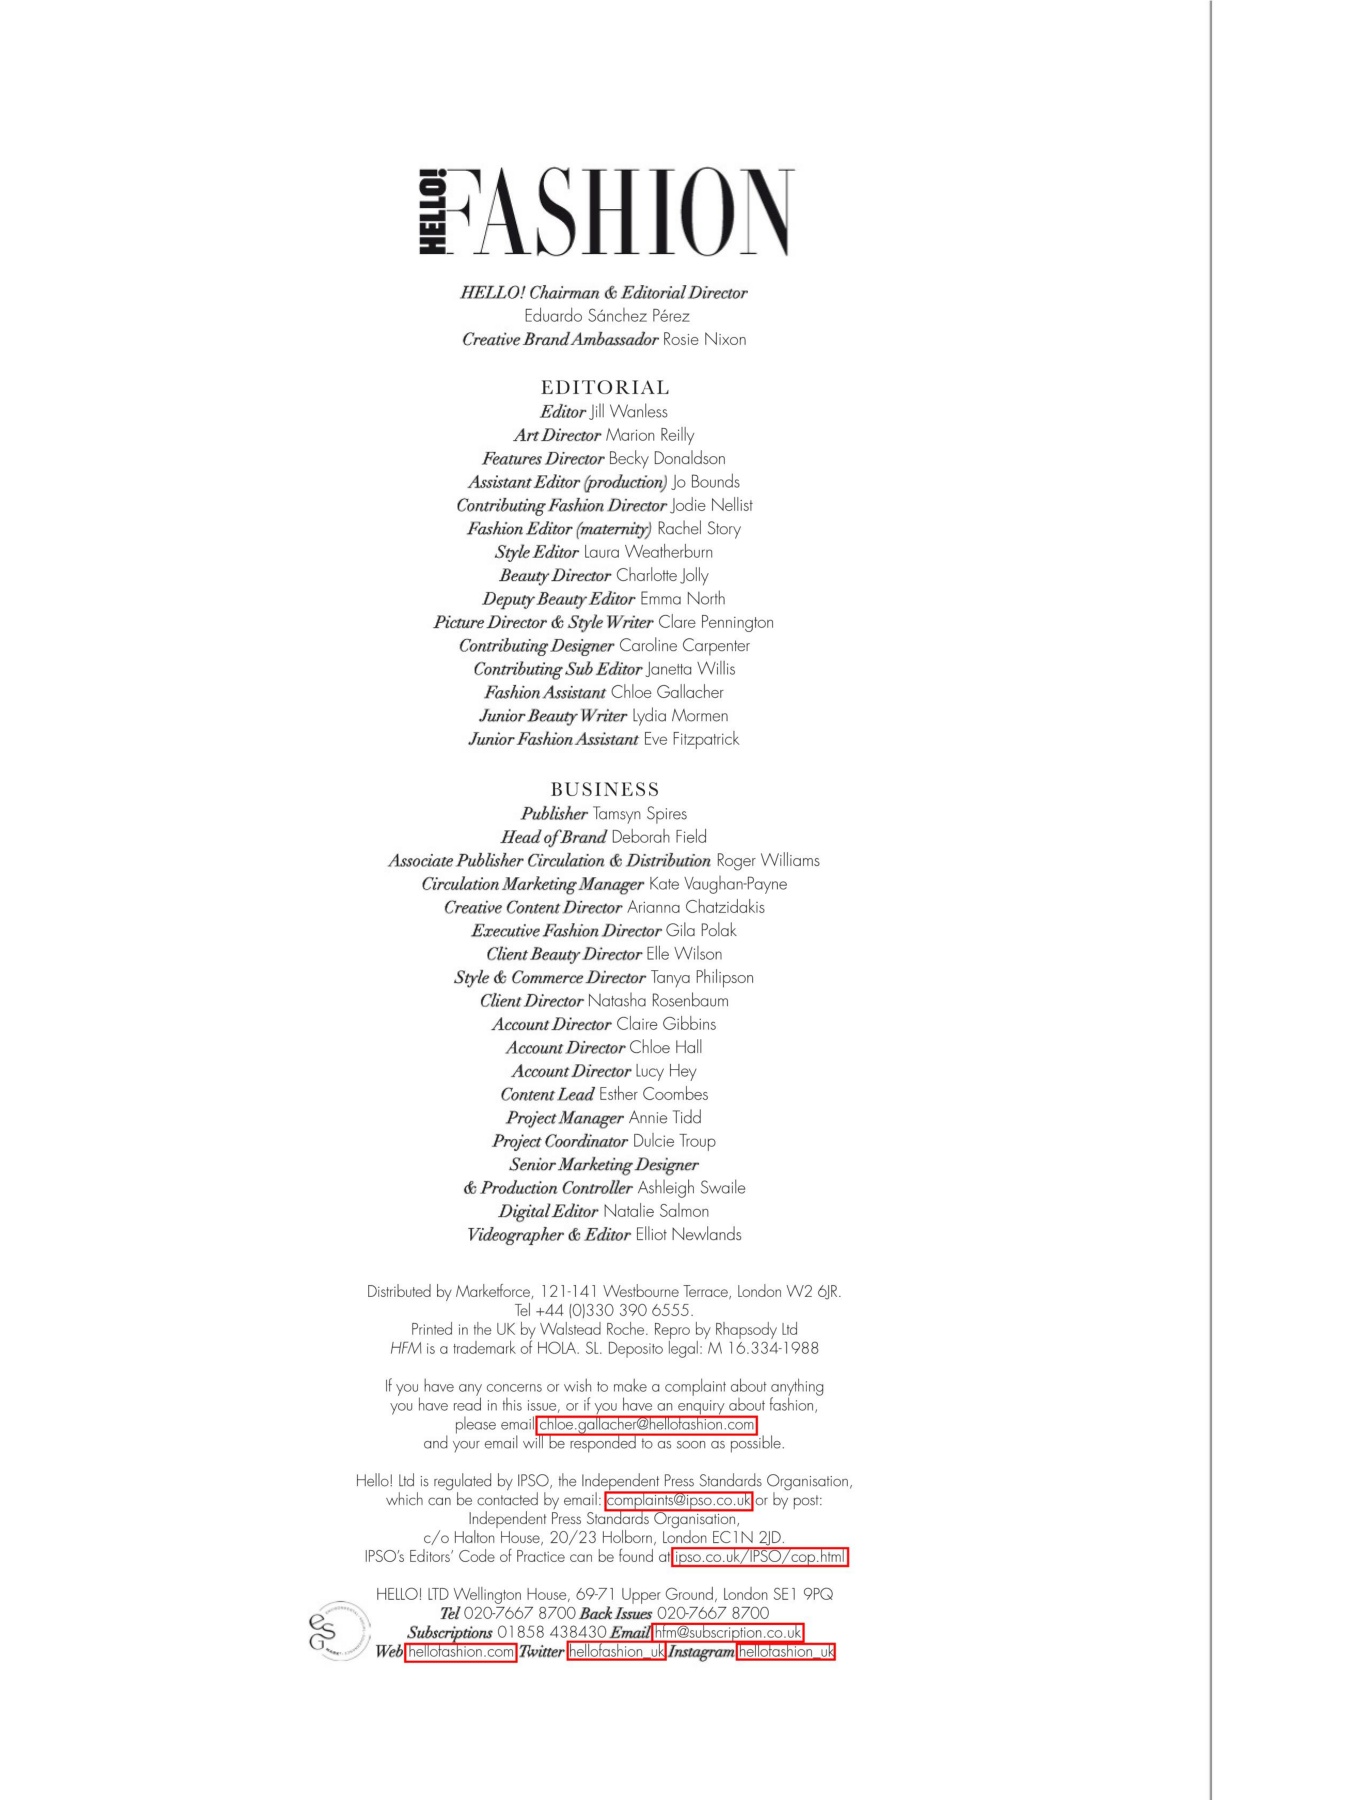 HELLO! FASHION
HELLO! Chairman & Editorial Director
Eduardo Sánchez Pérez
Creative Brand Ambassador Rosie Nixon
EDITORIAL
Editor Jill Wanless
Art Director Marion Reilly
Features Director Becky Donaldson
Assistant Editor (production) Jo Bounds
Contributing Fashion Director Jodie Nellist
Fashion Editor (maternity) Rachel Story
Style Editor Laura Weatherburn
Beauty Director Charlotte Jolly
Deputy Beauty Editor Emma North
Picture Director & Style Writer Clare Pennington
Contributing Designer Caroline Carpenter
Contributing Sub Editor Janetta Willis
Fashion Assistant Chloe Gallacher
Junior Beauty Writer Lydia Mormen
Junior Fashion Assistant Eve Fitzpatrick
BUSINESS
Publisher Tamsyn Spires
Head of Brand Deborah Field
Associate Publisher Circulation & Distribution Roger Williams
Circulation Marketing Manager Kate Vaughan-Payne
Creative Content Director Arianna Chatzidakis
Executive Fashion Director Gila Polak
Client Beauty Director Elle Wilson
Style & Commerce Director Tanya Philipson
Client Director Natasha Rosenbaum
Account Director Claire Gibbins
Account Director Chloe Hall
Account Director Lucy Hey
Content Lead Esther Coombes
Project Manager Annie Tidd
Project Coordinator Dulcie Troup
Senior Marketing Designer
& Production Controller Ashleigh Swaile
Digital Editor Natalie Salmon
Videographer & Editor Elliot Newlands
Distributed by Marketforce, 121-141 Westbourne Terrace, London W2 6JR.
Tel +44 (0)330 390 6555.
Printed in the UK by Walstead Roche. Repro by Rhapsody Ltd
HFM is a trademark of HOLA. SL. Deposito legal: M 16.334-1988
If you have any concerns or wish to make a complaint about anything
you have read in this issue, or if you have an enquiry about fashion,
please email chloe.gallacher@hellofashion.com
and your email will be responded to as soon as possible.
Hello! Ltd is regulated by IPSO, the Independent Press Standards Organisation,
which can be contacted by email: complaints@ipso.co.uk or by post:
Independent Press Standards Organisation,
c/o Halton House, 20/23 Holborn, London EC1N 2JD.
IPSO's Editors' Code of Practice can be found at ipso.co.uk/IPSO/cop.html
HELLO! LTD Wellington House, 69-71 Upper Ground, London SE1 9PQ
Tel 020-7667 8700 Back Issues 020-7667 8700
Subscriptions 01858 438430 Email hfm@subscription.co.uk
Web hellofashion.com Twitter hellofashion_uk Instagram hellofashion_uk
eSG